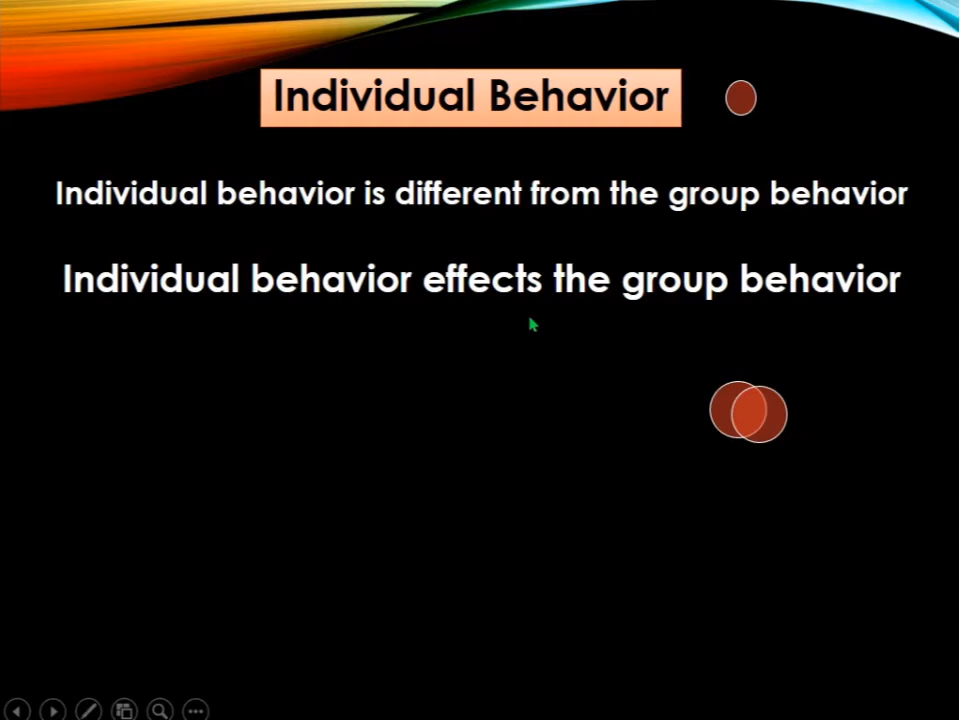 Individual Behavior
Individual behavior is different from the group behavior
Individual behavior effects the group behavior